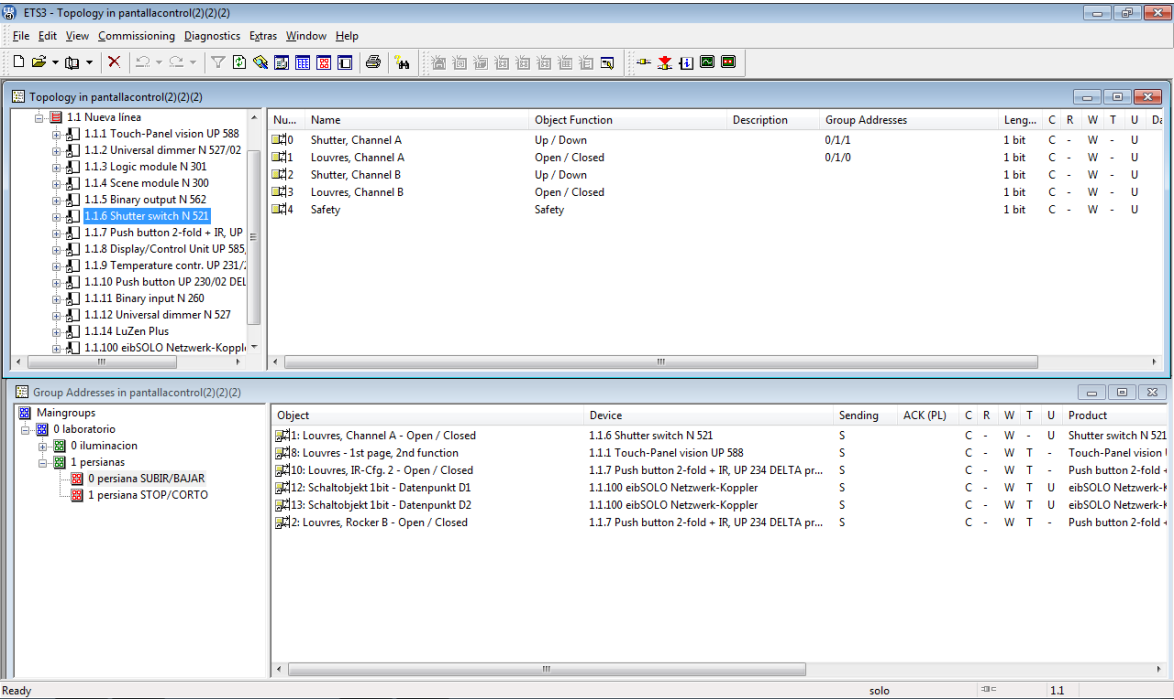 ETS3 - Topology in pantallacontrol(2)(2)(2)
File Edit View Commissioning Diagnostics Extras Window Help
Topology in pantallacontrol(2)(2)(2)
1.1 Nueva línea
1.1.1 Touch-Panel vision UP 588
1.1.2 Universal dimmer N 527/02
1.1.3 Logic module N 301
1.1.4 Scene module N 300
1.1.5 Binary output N 562
1.1.6 Shutter switch N 521
1.1.7 Push button 2-fold + IR, UP
1.1.8 Display/Control Unit UP 585,
1.1.9 Temperature contr. UP 231/
1.1.10 Push button UP 230/02 DEL
1.1.11 Binary input N 260
1.1.12 Universal dimmer N 527
1.1.14 LuZen Plus
1.1.100 eibSOLO Netzwerk-Kopple
Nu... Name Object Function Description Group Addresses Leng... C R W T U Da
0 Shutter, Channel A Up / Down 0/1/1 1 bit C - W - U
1 Louvres, Channel A Open / Closed 0/1/0 1 bit C - W - U
2 Shutter, Channel B Up / Down 1 bit C - W - U
3 Louvres, Channel B Open / Closed 1 bit C - W - U
4 Safety Safety 1 bit C - W - U
Group Addresses in pantallacontrol(2)(2)(2)
Maingroups
0 laboratorio
0 iluminacion
1 persianas
0 persiana SUBIR/BAJAR
1 persiana STOP/CORTO
Object Device Sending ACK (PL) C R W T U Product
1: Louvres, Channel A - Open / Closed 1.1.6 Shutter switch N 521 S C - W - U Shutter switch N 521
8: Louvres - 1st page, 2nd function 1.1.1 Touch-Panel vision UP 588 S C - W T - Touch-Panel vision
10: Louvres, IR-Cfg. 2 - Open / Closed 1.1.7 Push button 2-fold + IR, UP 234 DELTA pr... S C - W T - Push button 2-fold +
12: Schaltobjekt 1bit - Datenpunkt D1 1.1.100 eibSOLO Netzwerk-Koppler S C - W T U eibSOLO Netzwerk-K
13: Schaltobjekt 1bit - Datenpunkt D2 1.1.100 eibSOLO Netzwerk-Koppler S C - W T U eibSOLO Netzwerk-K
2: Louvres, Rocker B - Open / Closed 1.1.7 Push button 2-fold + IR, UP 234 DELTA pr... S C - W T - Push button 2-fold +
Ready solo 1.1